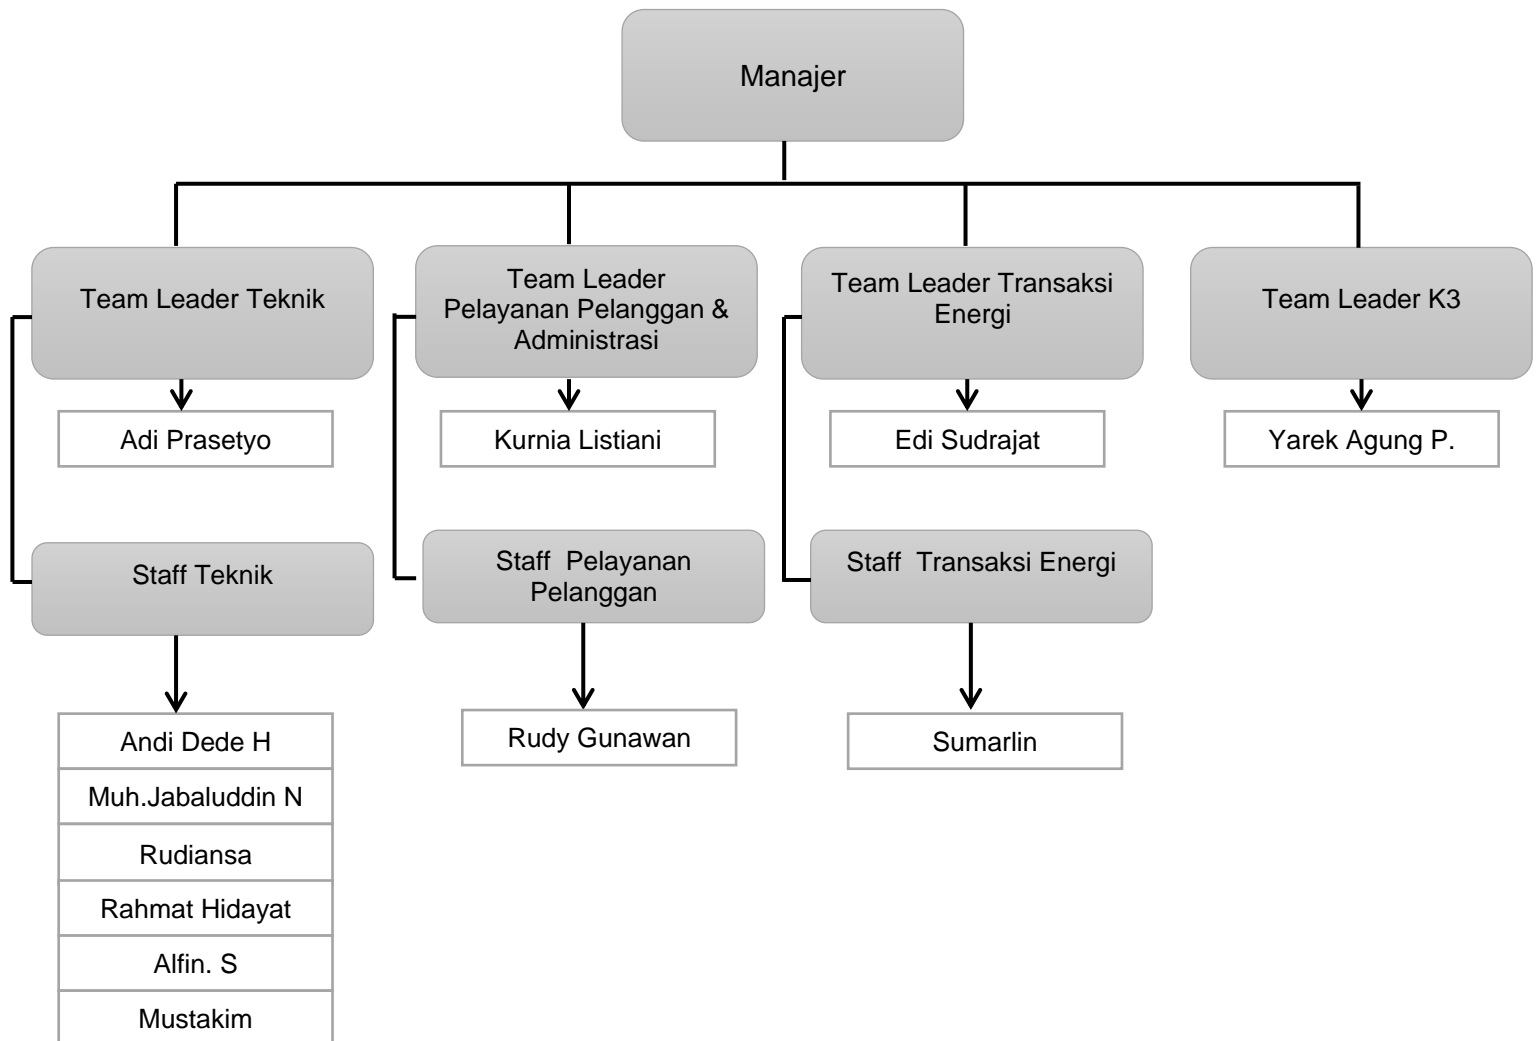 Manajer
Team Leader Teknik
Team Leader
Pelayanan Pelanggan &
Administrasi
Team Leader Transaksi
Energi
Team Leader K3
Adi Prasetyo
Kurnia Listiani
Edi Sudrajat
Yarek Agung P.
Staff Teknik
Staff  Pelayanan
Pelanggan
Staff  Transaksi Energi
Andi Dede H
Muh.Jabaluddin N
Rudiansa
Rahmat Hidayat
Alfin. S
Mustakim
Rudy Gunawan
Sumarlin